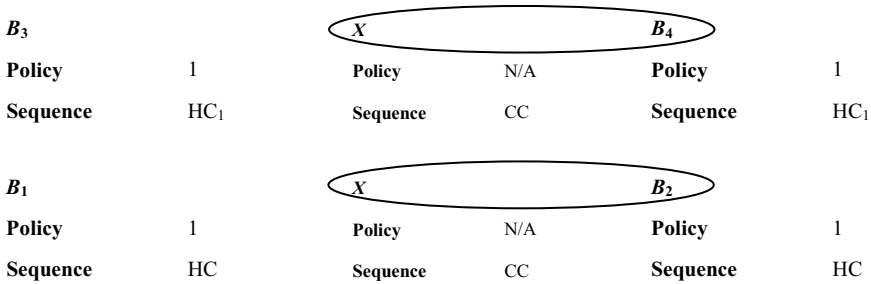 B₃ X B₄
Policy 1 Policy N/A Policy 1
Sequence HC₁ Sequence CC Sequence HC₁
B₁ X B₂
Policy 1 Policy N/A Policy 1
Sequence HC Sequence CC Sequence HC